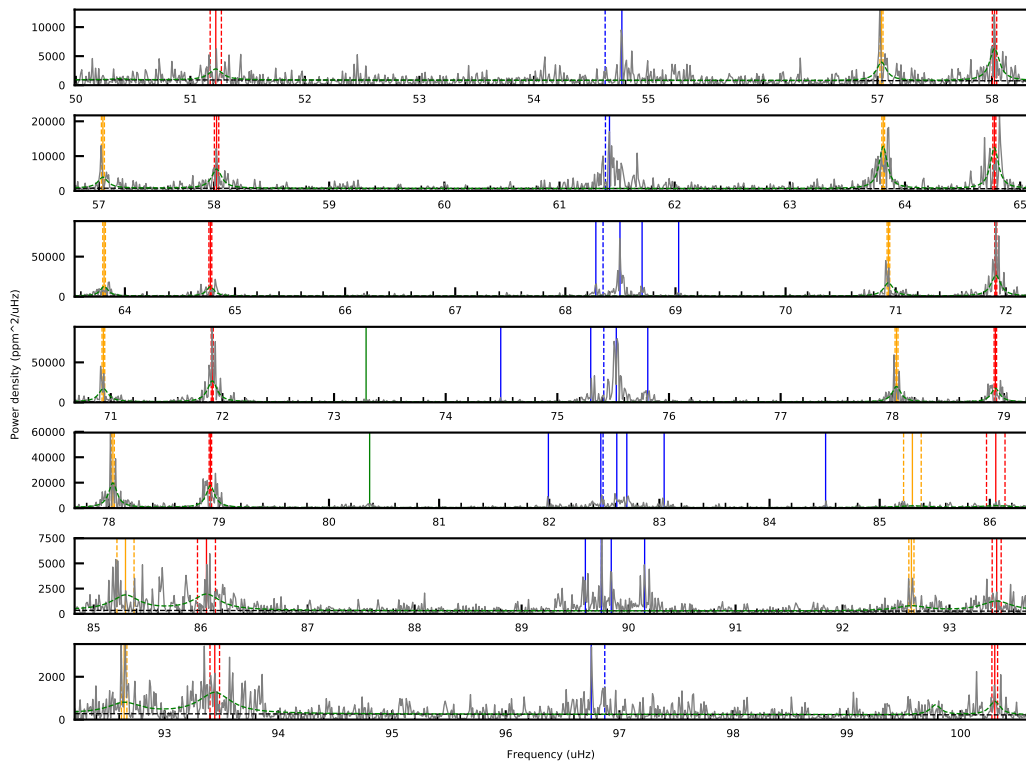 10000
5000
0
50 51 52 53 54 55 56 57 58
20000
10000
0
57 58 59 60 61 62 63 64 65
50000
0
64 65 66 67 68 69 70 71 72
50000
0
71 72 73 74 75 76 77 78 79
60000
40000
20000
0
78 79 80 81 82 83 84 85 86
7500
5000
2500
0
85 86 87 88 89 90 91 92 93
2000
0
93 94 95 96 97 98 99 100
Power density (ppm^2/uHz)
Frequency (uHz)